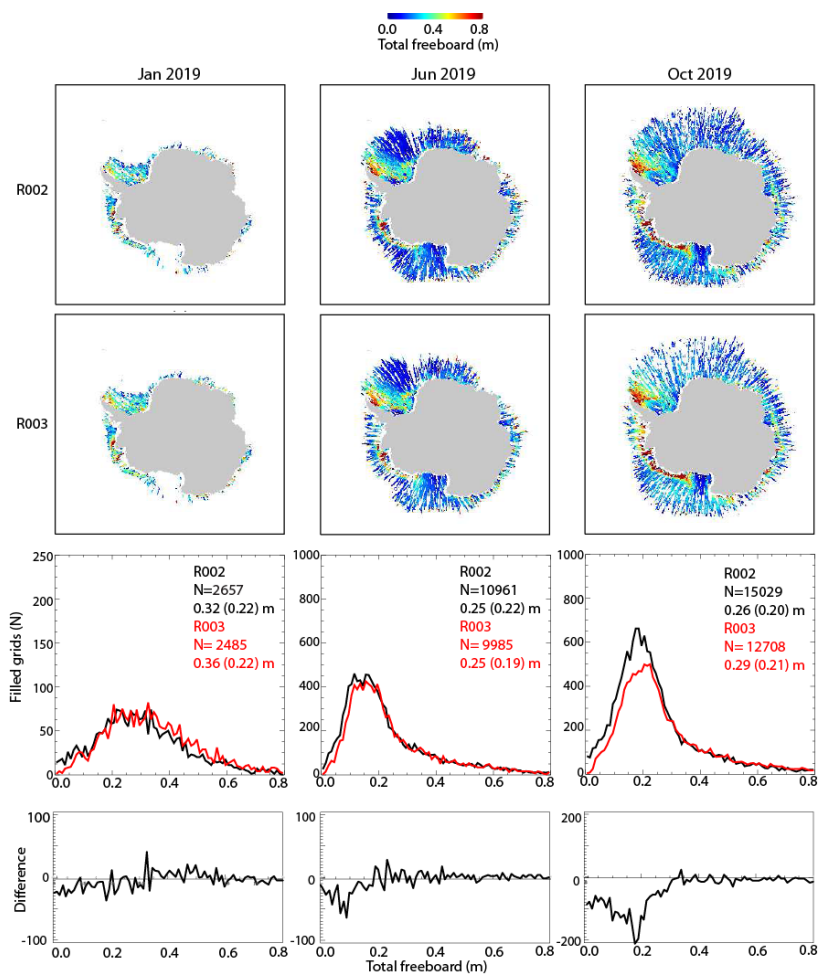 0.0 0.4 0.8
Total freeboard (m)
Jan 2019 Jun 2019 Oct 2019
R002
R003
250
200
150
100
50
0
Filled grids (N)
R002
N=2657
0.32 (0.22) m
R003
N= 2485
0.36 (0.22) m
0.0 0.2 0.4 0.6 0.8
1000
800
600
400
200
0
R002
N=10961
0.25 (0.22) m
R003
N= 9985
0.25 (0.19) m
0.0 0.2 0.4 0.6 0.8
1000
800
600
400
200
0
R002
N=15029
0.26 (0.20) m
R003
N= 12708
0.29 (0.21) m
0.0 0.2 0.4 0.6 0.8
Difference
100
0
-100
0.0 0.2 0.4 0.6 0.8
100
0
-100
0.0 0.2 0.4 0.6 0.8
200
0
-200
0.0 0.2 0.4 0.6 0.8
Total freeboard (m)